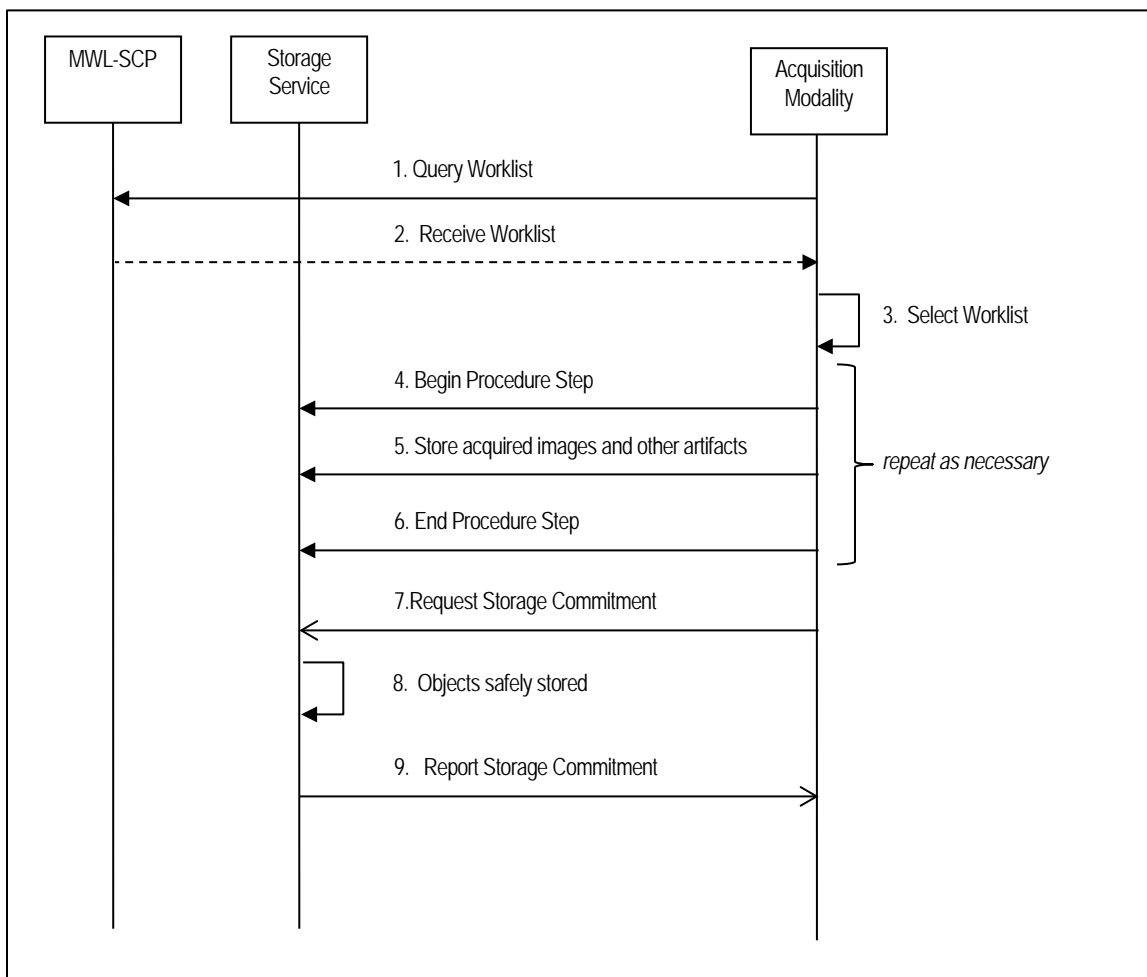 MWL-SCP
Storage
Service
Acquisition
Modality
1. Query Worklist
2. Receive Worklist
3. Select Worklist
4. Begin Procedure Step
5. Store acquired images and other artifacts
repeat as necessary
6. End Procedure Step
7.Request Storage Commitment
8. Objects safely stored
9. Report Storage Commitment